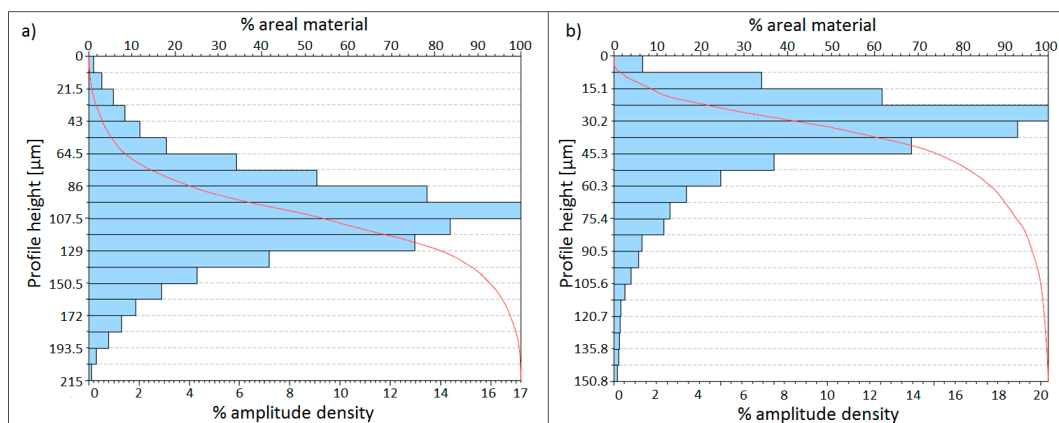 a)
% areal material
0 10 20 30 40 50 60 70 80 90 100
Profile height [µm]
0
21.5
43
64.5
86
107.5
129
150.5
172
193.5
215
0 2 4 6 8 10 12 14 16 17
% amplitude density
b)
% areal material
0 10 20 30 40 50 60 70 80 90 100
Profile height [µm]
0
15.1
30.2
45.3
60.3
75.4
90.5
105.6
120.7
135.8
150.8
0 2 4 6 8 10 12 14 16 18 20
% amplitude density